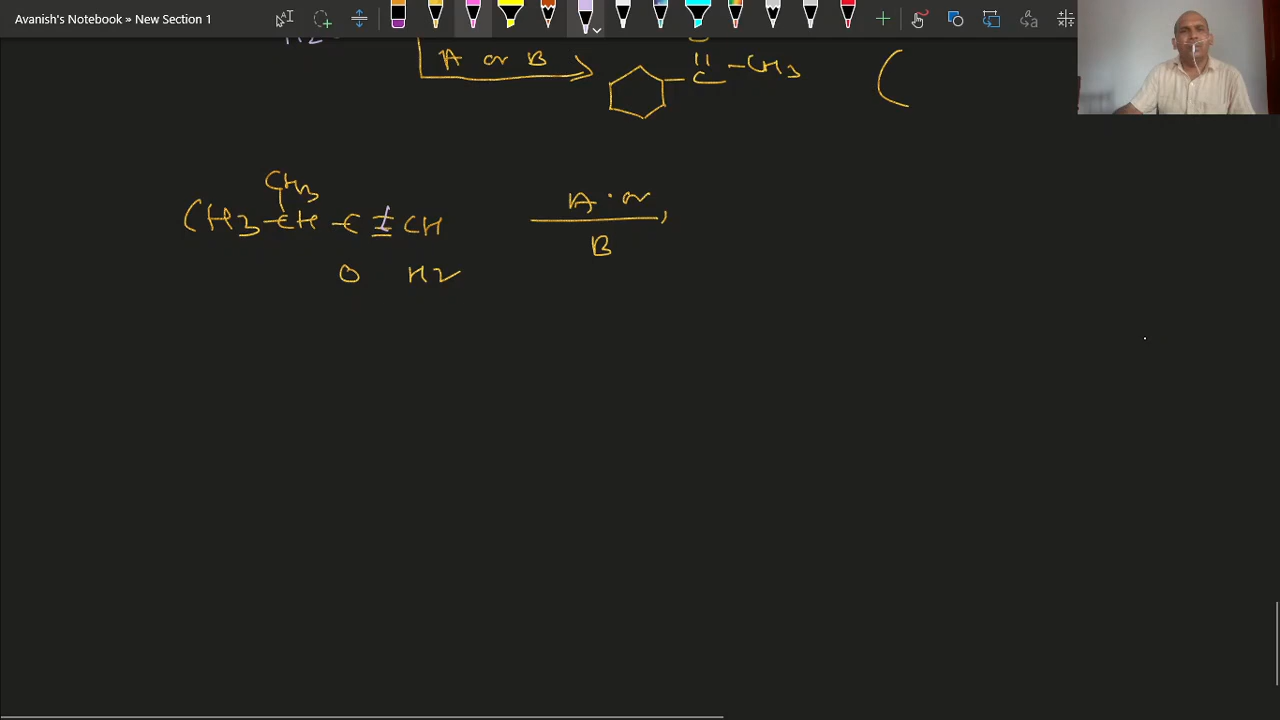 Avanish's Notebook » New Section 1
A or B
C -CH3
CH3
CH3-CH-C≡CH
A or
B
O H2